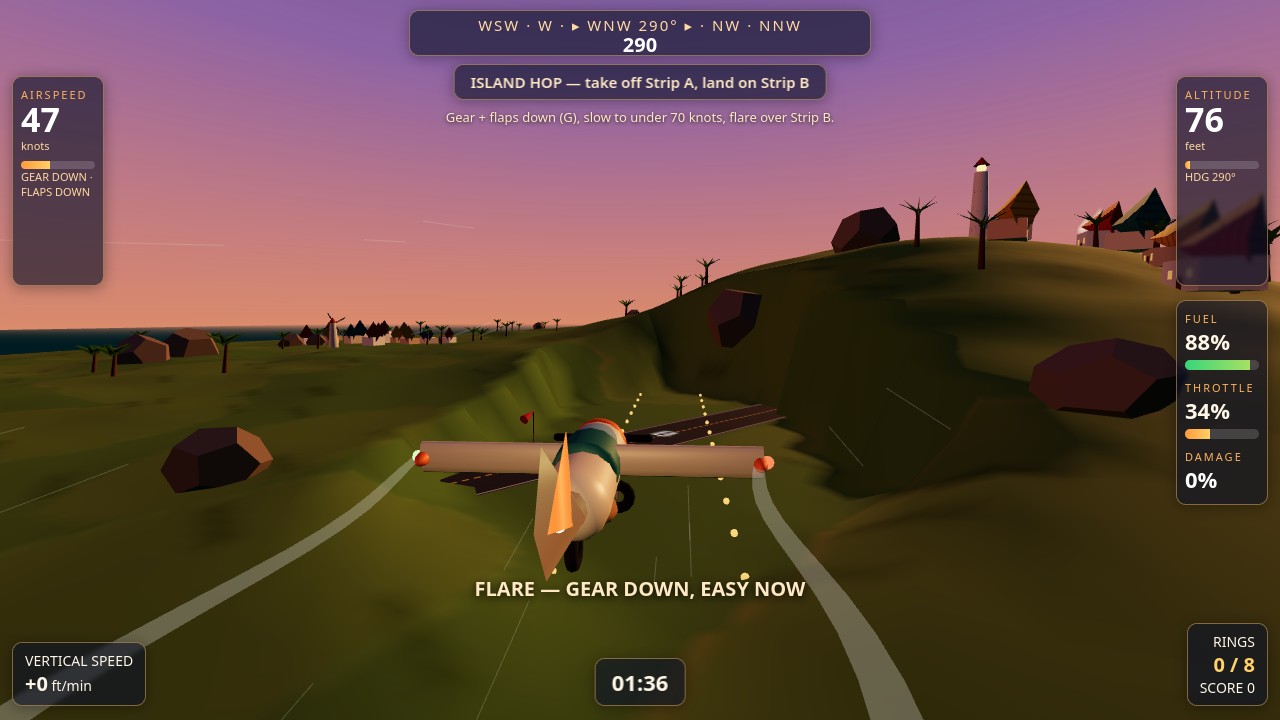 WSW · W · ▸ WNW 290° ▸ · NW · NNW
290
ISLAND HOP — take off Strip A, land on Strip B
Gear + flaps down (G), slow to under 70 knots, flare over Strip B.
AIRSPEED
47
knots
GEAR DOWN ·
FLAPS DOWN
ALTITUDE
76
feet
HDG 290°
FUEL
88%
THROTTLE
34%
DAMAGE
0%
FLARE — GEAR DOWN, EASY NOW
VERTICAL SPEED
+0 ft/min
01:36
RINGS
0 / 8
SCORE 0